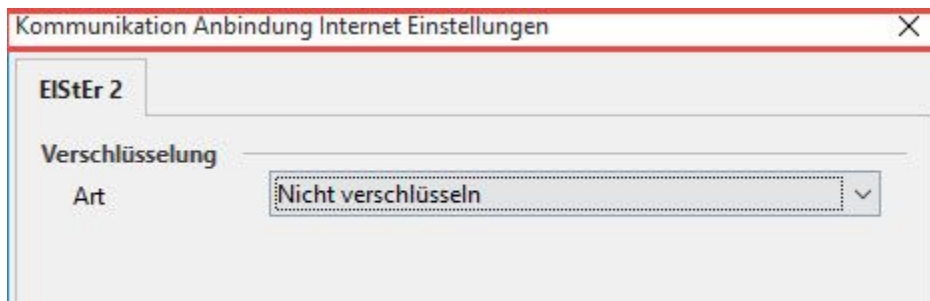 Kommunikation Anbindung Internet Einstellungen
ElStEr 2
Verschlüsselung
Art Nicht verschlüsseln